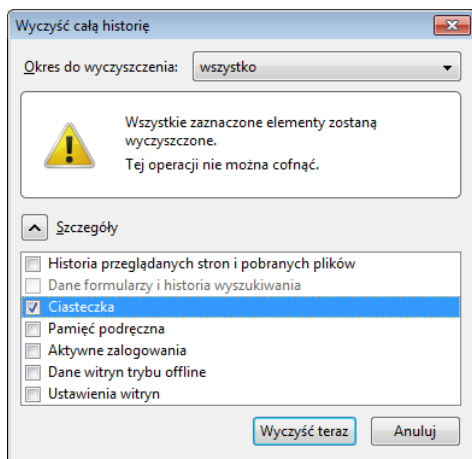 Wyczyść całą historię
Okres do wyczyszczenia: wszystko
Wszystkie zaznaczone elementy zostaną
wyczyszczone.
Tej operacji nie można cofnąć.
Szczegóły
Historia przeglądanych stron i pobranych plików
Dane formularzy i historia wyszukiwania
Ciasteczka
Pamięć podręczna
Aktywne zalogowania
Dane witryn trybu offline
Ustawienia witryn
Wyczyść teraz Anuluj